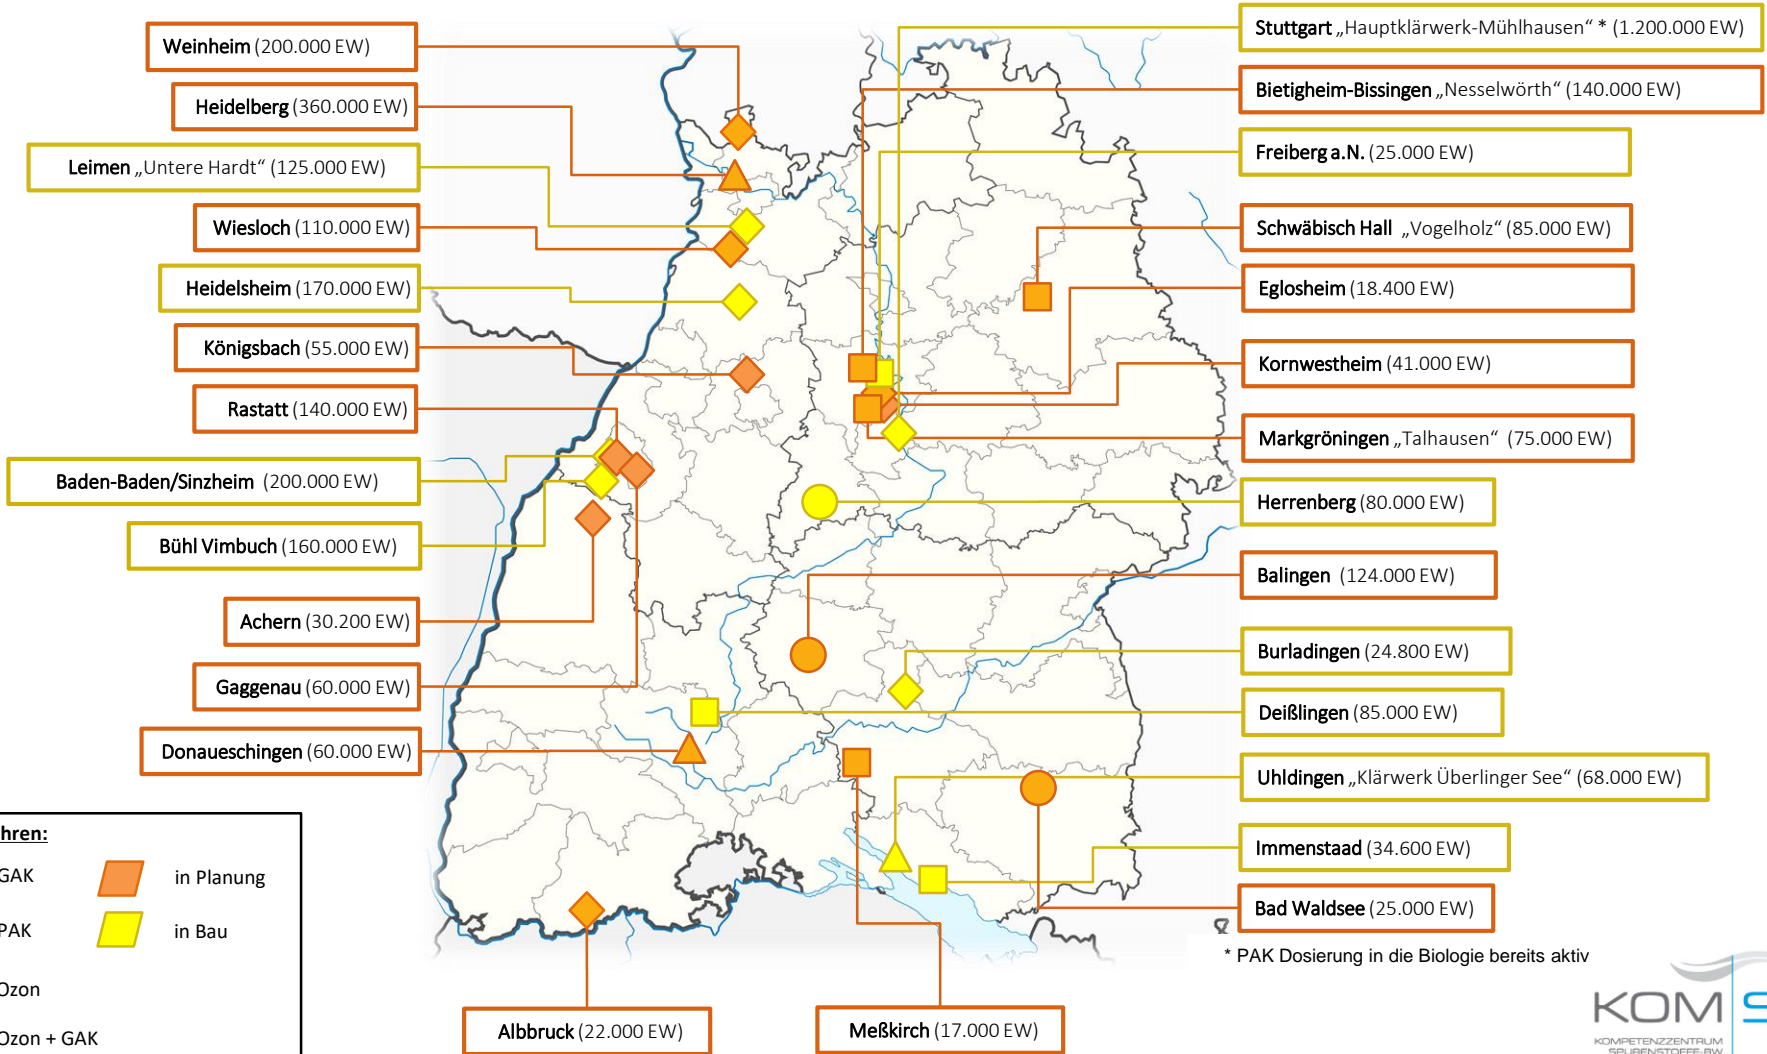 Weinheim (200.000 EW)
Heidelberg (360.000 EW)
Leimen „Untere Hardt“ (125.000 EW)
Wiesloch (110.000 EW)
Heidelsheim (170.000 EW)
Königsbach (55.000 EW)
Rastatt (140.000 EW)
Baden-Baden/Sinzheim (200.000 EW)
Bühl Vimbuch (160.000 EW)
Achern (30.200 EW)
Gaggenau (60.000 EW)
Donaueschingen (60.000 EW)
Stuttgart „Hauptklärwerk-Mühlhausen“ * (1.200.000 EW)
Bietigheim-Bissingen „Nesselwörth“ (140.000 EW)
Freiberg a.N. (25.000 EW)
Schwäbisch Hall „Vogelholz“ (85.000 EW)
Eglosheim (18.400 EW)
Kornwestheim (41.000 EW)
Markgröningen „Talhausen“ (75.000 EW)
Herrenberg (80.000 EW)
Balingen (124.000 EW)
Burladingen (24.800 EW)
Deißlingen (85.000 EW)
Uhldingen „Klärwerk Überlinger See“ (68.000 EW)
Immenstaad (34.600 EW)
Bad Waldsee (25.000 EW)
* PAK Dosierung in die Biologie bereits aktiv
Albbruck (22.000 EW)
Meßkirch (17.000 EW)
hren:
GAK
in Planung
PAK
in Bau
Ozon
Ozon + GAK
KOM S
KOMPETENZZENTRUM
SPURENSTOFFE-BW